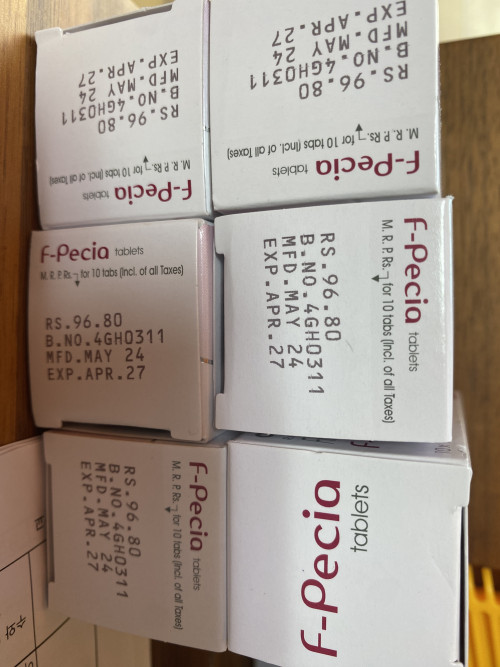 F-Pecia tablets
M. R. P. Rs. for 10 tabs (Incl. of all Taxes)
RS.96.80
B.NO.4GH0311
MFD.MAY 24
EXP.APR.27
F-Pecia tablets
M. R. P. Rs. for 10 tabs (Incl. of all Taxes)
RS.96.80
B.NO.4GH0311
MFD.MAY 24
EXP.APR.27
F-Pecia tablets
M. R. P. Rs. for 10 tabs (Incl. of all Taxes)
RS.96.80
B.NO.4GH0311
MFD.MAY 24
EXP.APR.27
F-Pecia tablets
M. R. P. Rs. for 10 tabs (Incl. of all Taxes)
RS.96.80
B.NO.4GH0311
MFD.MAY 24
EXP.APR.27
F-Pecia tablets
M. R. P. Rs. for 10 tabs (Incl. of all Taxes)
RS.96.80
B.NO.4GH0311
MFD.MAY 24
EXP.APR.27
F-Pecia
tablets